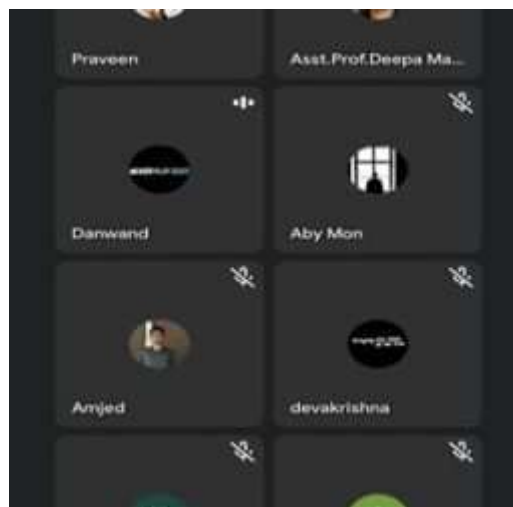 Praveen
Asst.Prof.Deepa Ma...
Danwand
Aby Mon
Amjed
devakrishna